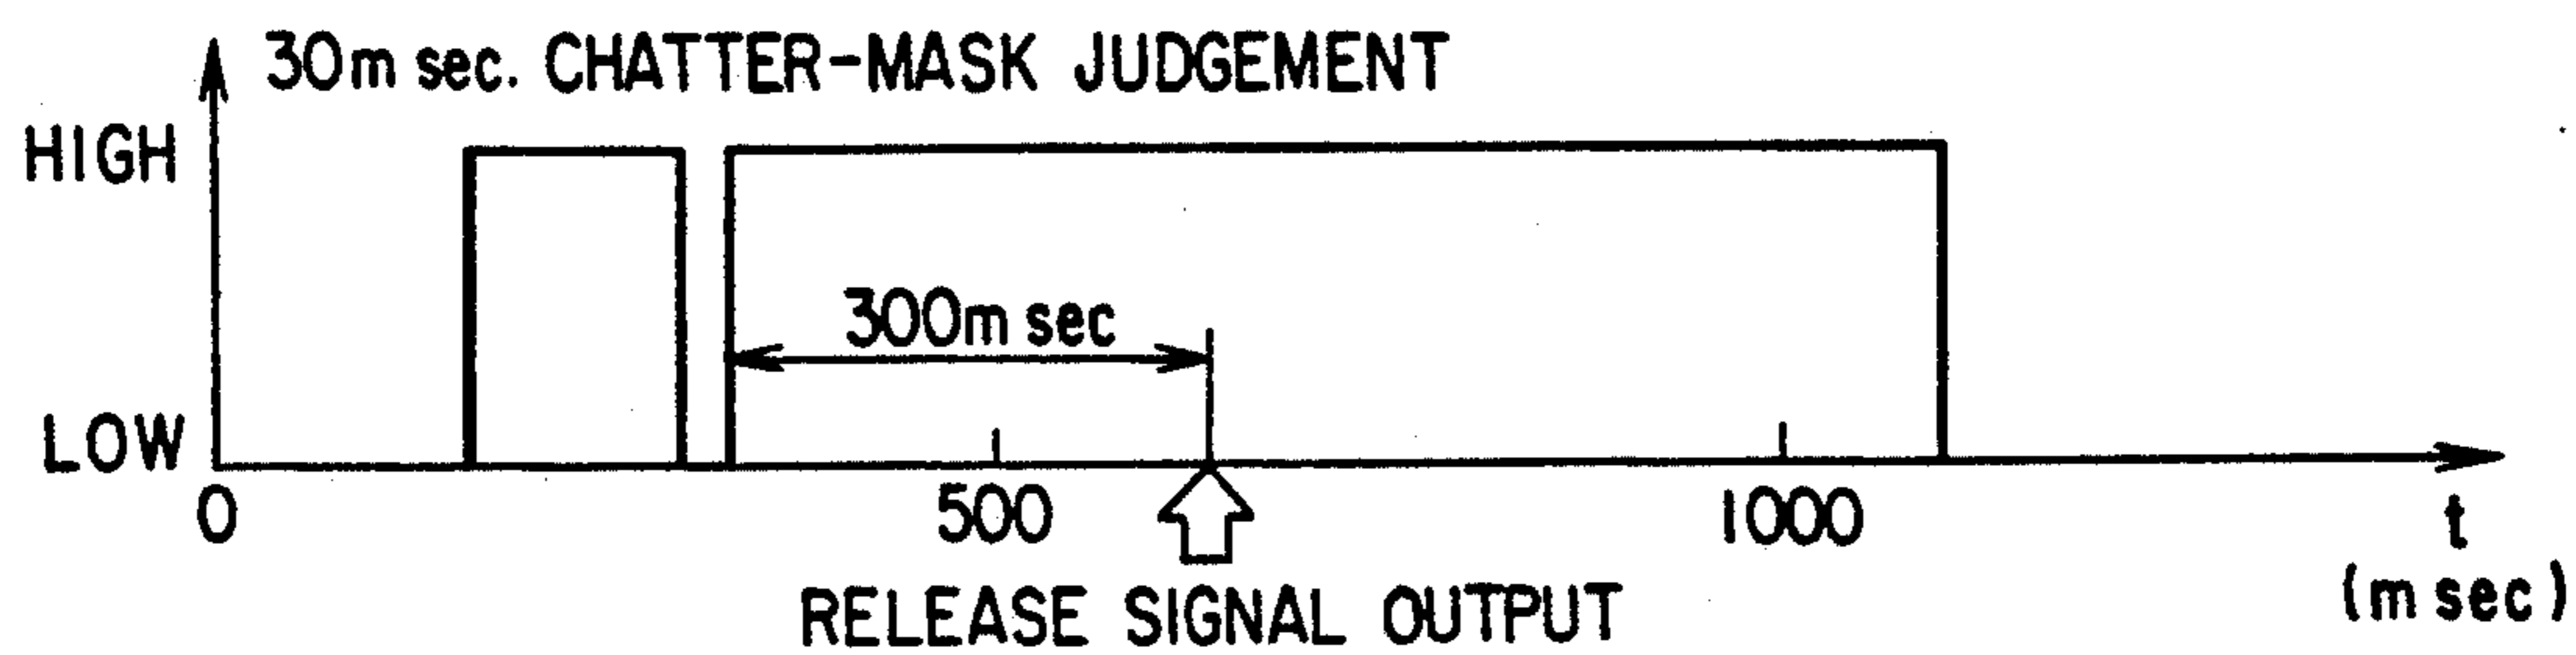 30m sec. CHATTER-MASK JUDGEMENT
HIGH
300m sec
LOW
0
500
1000
t
(m sec)
RELEASE SIGNAL OUTPUT